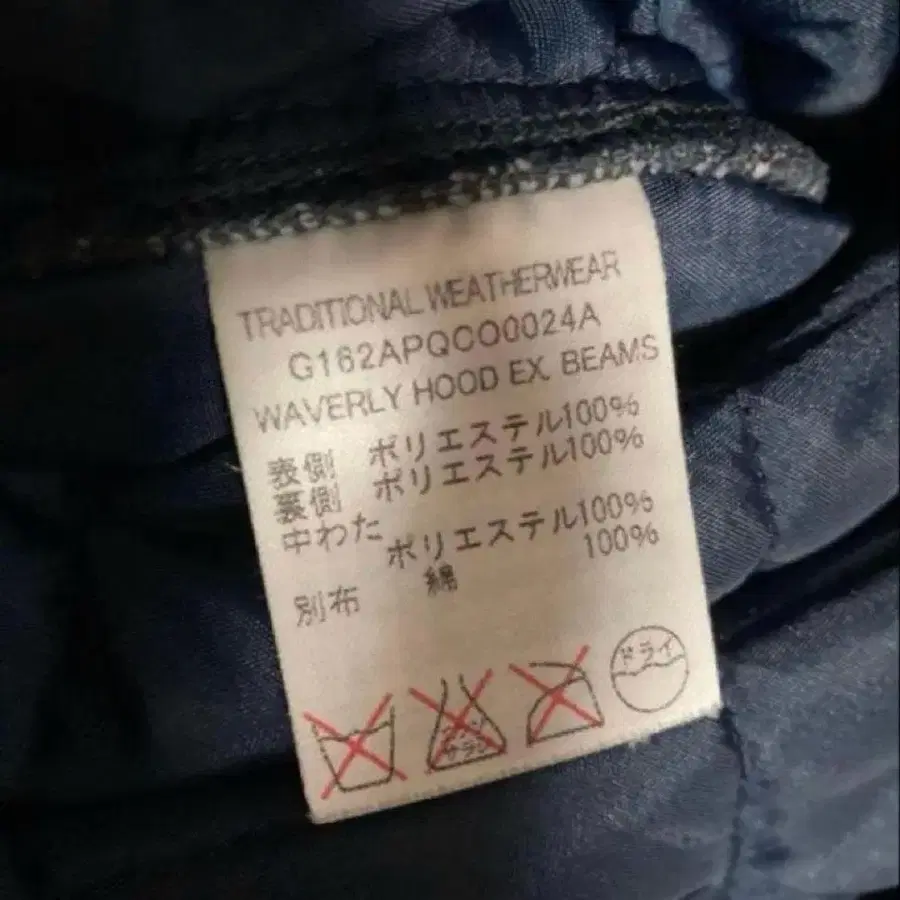 TRADITIONAL WEATHERWEAR
G162APQCO0024A
WAVERLY HOOD EX. BEAMS
表側 ポリエステル100%
裏側 ポリエステル100%
中わた ポリエステル100%
別布 綿 100%
ドライ